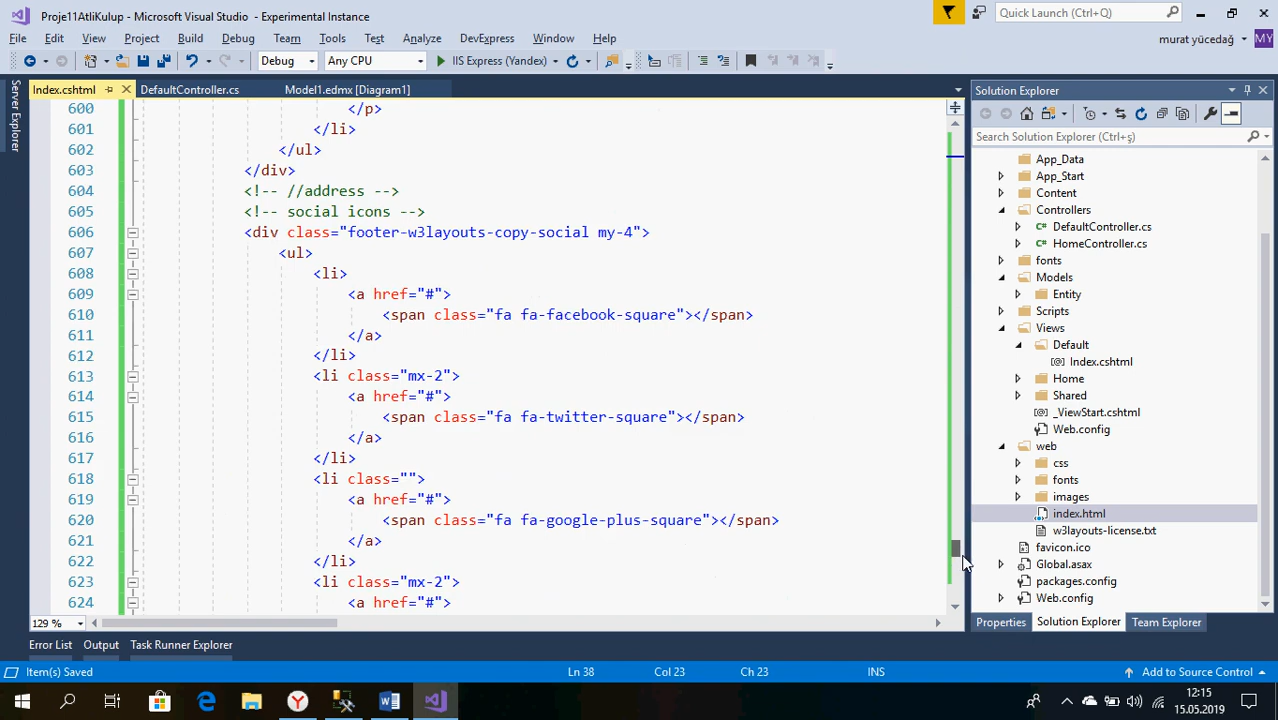 Proje11AtliKulup - Microsoft Visual Studio - Experimental Instance
Quick Launch (Ctrl+Q)
File Edit View Project Build Debug Team Tools Test Analyze DevExpress Window Help
murat yücedağ MY
Debug Any CPU IIS Express (Yandex)
Server Explorer
Index.cshtml DefaultController.cs Model1.edmx [Diagram1]
600 </p>
601 </li>
602 </ul>
603 </div>
604 <!-- //address -->
605 <!-- social icons -->
606 <div class="footer-w3layouts-copy-social my-4">
607 <ul>
608 <li>
609 <a href="#">
610 <span class="fa fa-facebook-square"></span>
611 </a>
612 </li>
613 <li class="mx-2">
614 <a href="#">
615 <span class="fa fa-twitter-square"></span>
616 </a>
617 </li>
618 <li class="">
619 <a href="#">
620 <span class="fa fa-google-plus-square"></span>
621 </a>
622 </li>
623 <li class="mx-2">
624 <a href="#">
129 %
Solution Explorer
Search Solution Explorer (Ctrl+ş)
App_Data
App_Start
Content
Controllers
DefaultController.cs
HomeController.cs
fonts
Models
Entity
Scripts
Views
Default
Index.cshtml
Home
Shared
_ViewStart.cshtml
Web.config
web
css
fonts
images
index.html
w3layouts-license.txt
favicon.ico
Global.asax
packages.config
Web.config
Properties Solution Explorer Team Explorer
Error List Output Task Runner Explorer
Item(s) Saved Ln 38 Col 23 Ch 23 INS Add to Source Control
12:15
15.05.2019